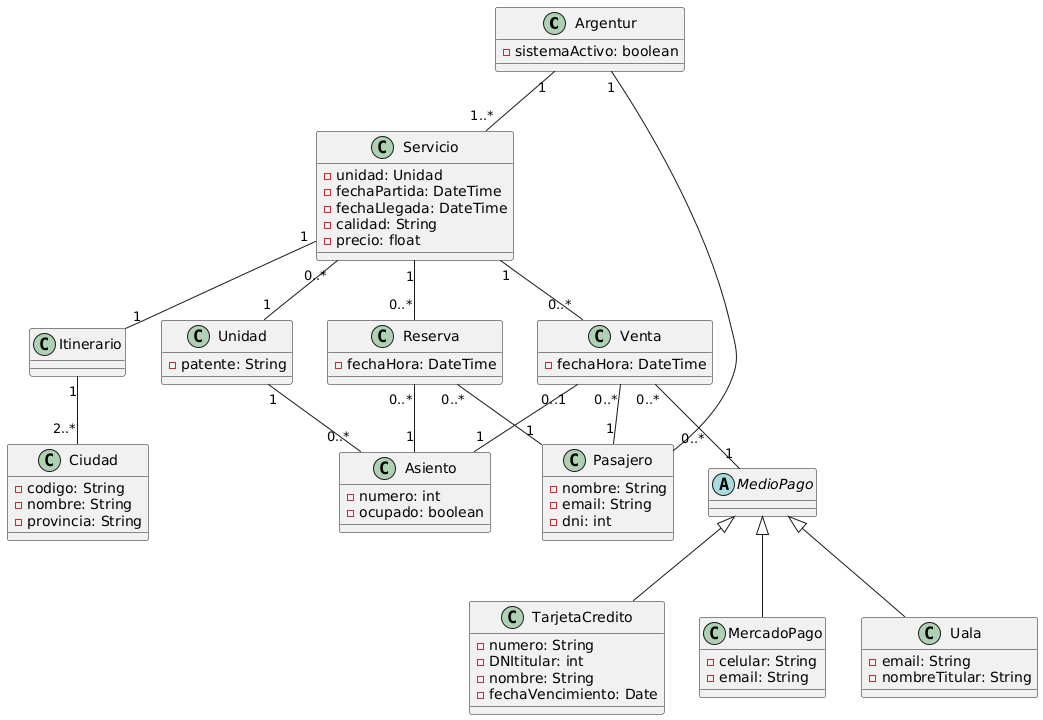 C Argentur
sistemaActivo: boolean
1
1
1..*
C Servicio
unidad: Unidad
fechaPartida: DateTime
fechaLlegada: DateTime
calidad: String
precio: float
1
0..*
1
1
1
1
0..*
0..*
C Itinerario
C Unidad
patente: String
C Reserva
fechaHora: DateTime
C Venta
fechaHora: DateTime
1
2..*
1
0..*
0..*
1
0..*
1
0..1
1
0..*
1
0..*
1
0..*
C Ciudad
codigo: String
nombre: String
provincia: String
C Asiento
numero: int
ocupado: boolean
C Pasajero
nombre: String
email: String
dni: int
A MedioPago
C TarjetaCredito
numero: String
DNItitular: int
nombre: String
fechaVencimiento: Date
C MercadoPago
celular: String
email: String
C Uala
email: String
nombreTitular: String